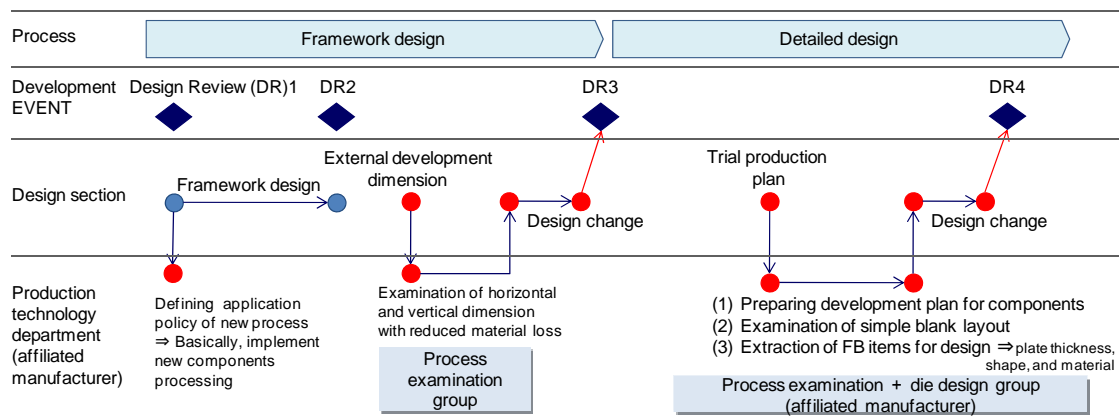 Process
Framework design
Detailed design
Development
EVENT
Design Review (DR)1
DR2
DR3
DR4
Design section
Framework design
External development
dimension
Design change
Trial production
plan
Design change
Production
technology
department
(affiliated
manufacturer)
Defining application
policy of new process
⇒ Basically, implement
new components
processing
Examination of horizontal
and vertical dimension
with reduced material loss
Process
examination
group
(1) Preparing development plan for components
(2) Examination of simple blank layout
(3) Extraction of FB items for design ⇒ plate thickness,
shape, and material
Process examination + die design group
(affiliated manufacturer)